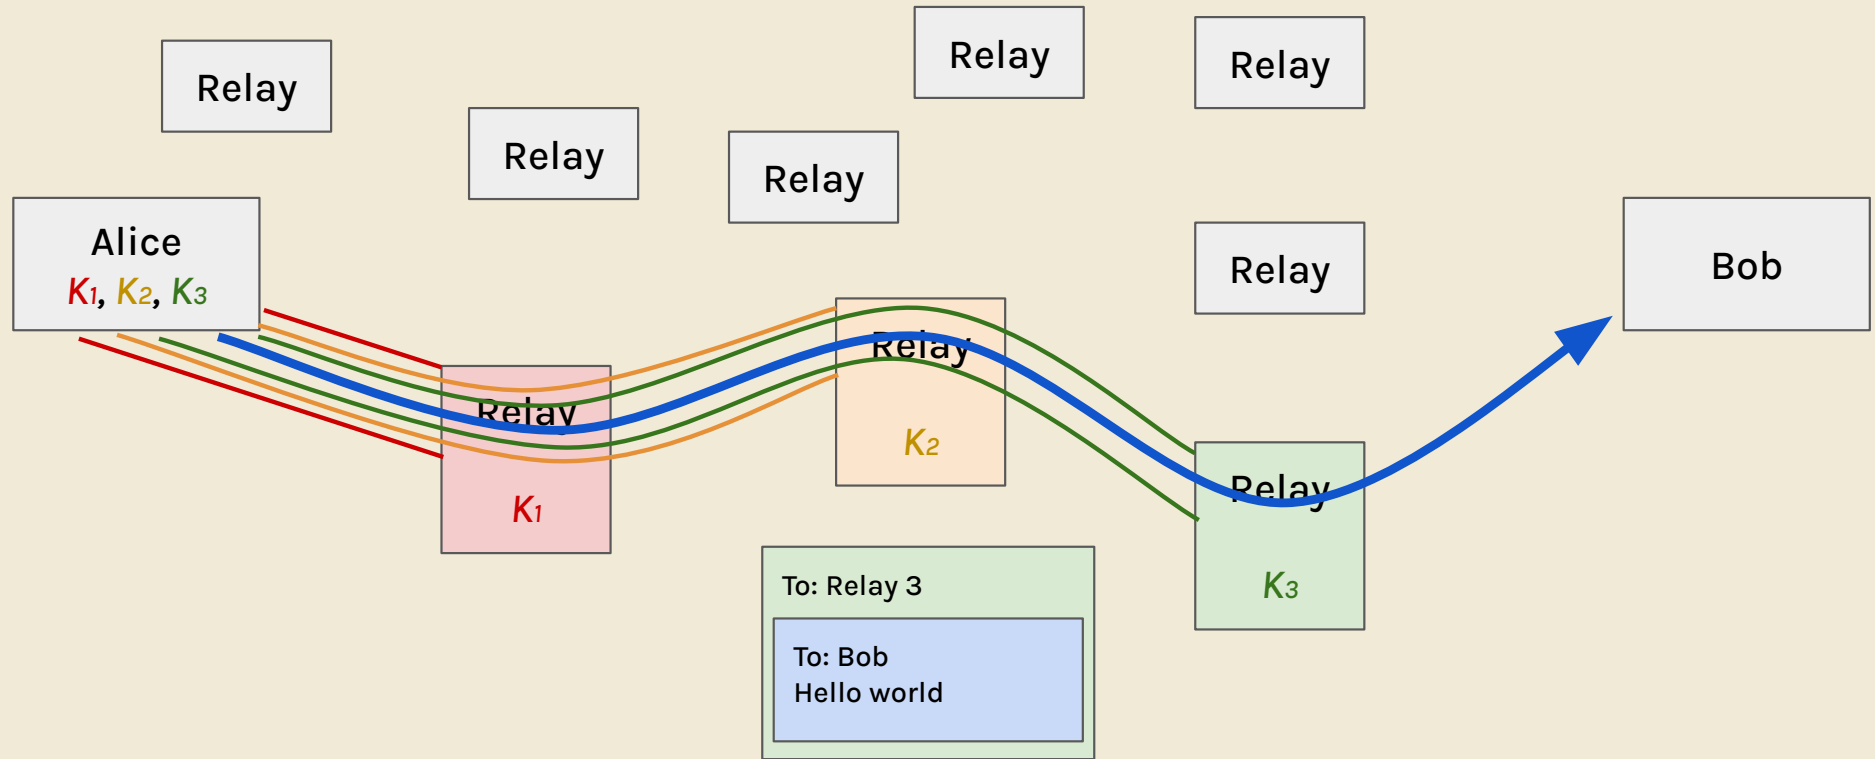 Relay
Relay
Relay
Relay
Relay
Relay
Alice
K1, K2, K3
Bob
Relay
K1
Relay
K2
Relay
K3
To: Relay 3
To: Bob
Hello world